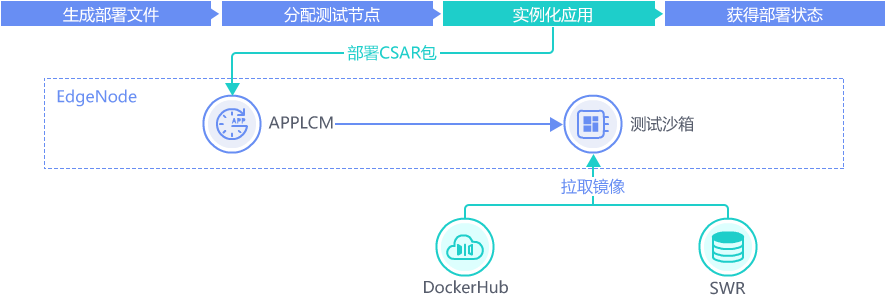 生成部署文件
分配测试节点
实例化应用
获得部署状态
部署CSAR包
EdgeNode
APP
APPLCM
测试沙箱
拉取镜像
DockerHub
SWR